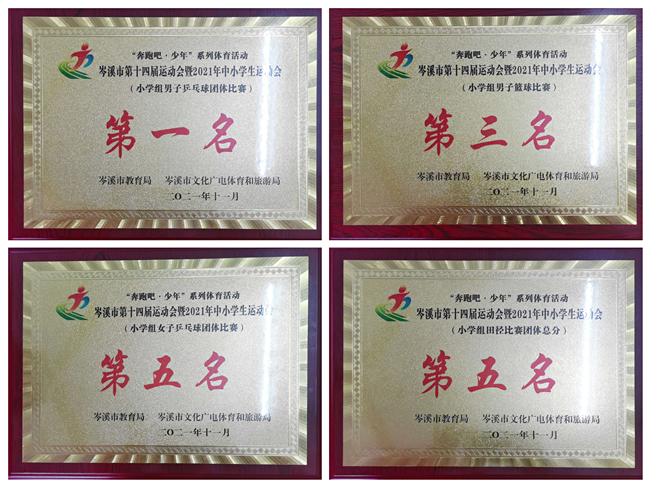 “奔跑吧·少年”系列体育活动
岑溪市第十四届运动会暨2021年中小学生运动会
（小学组男子乒乓球团体比赛）
第一名
岑溪市教育局 岑溪市文化广电体育和旅游局
二〇二一年十一月
“奔跑吧·少年”系列体育活动
岑溪市第十四届运动会暨2021年中小学生运动会
（小学组男子篮球比赛）
第三名
岑溪市教育局 岑溪市文化广电体育和旅游局
二〇二一年十一月
“奔跑吧·少年”系列体育活动
岑溪市第十四届运动会暨2021年中小学生运动会
（小学组女子乒乓球团体比赛）
第五名
岑溪市教育局 岑溪市文化广电体育和旅游局
二〇二一年十一月
“奔跑吧·少年”系列体育活动
岑溪市第十四届运动会暨2021年中小学生运动会
（小学组田径比赛团体总分）
第五名
岑溪市教育局 岑溪市文化广电体育和旅游局
二〇二一年十一月